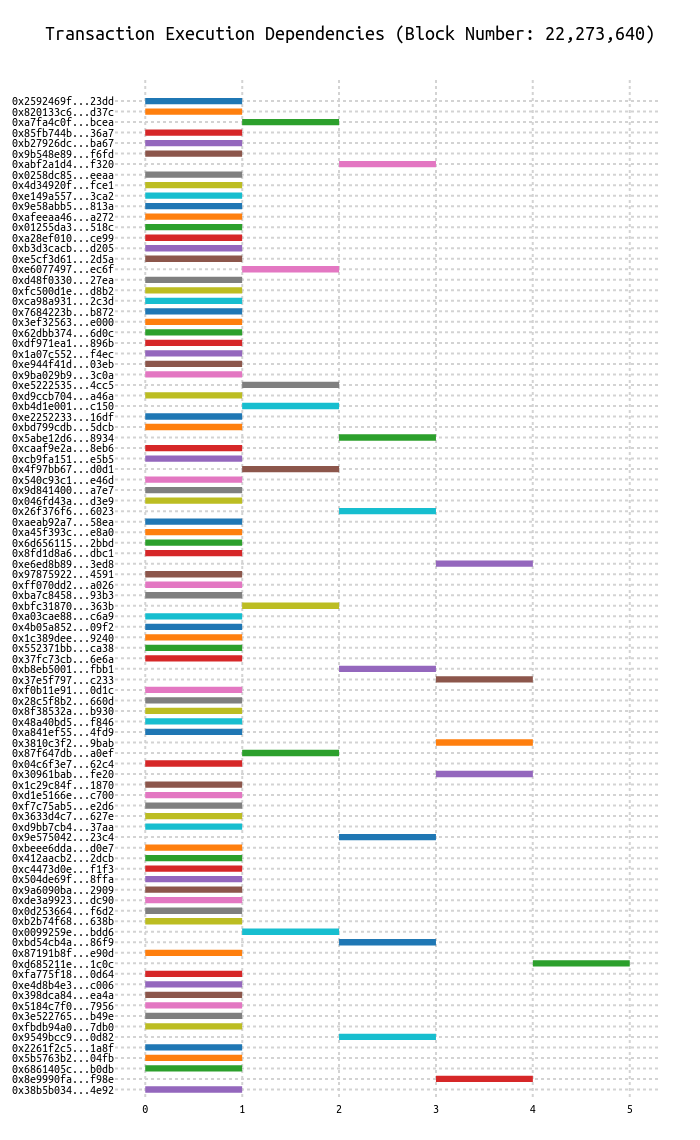 Transaction Execution Dependencies (Block Number: 22,273,640)
0x2592469f...23dd
0x820133c6...d37c
0xa7fa4c0f...bcea
0x85fb744b...36a7
0xb27926dc...ba67
0x9b548e89...f6fd
0xabf2a1d4...f320
0x0258dc85...eeaa
0x4d34920f...fce1
0xe149a557...3ca2
0x9e58abb5...813a
0xafeeaa46...a272
0x01255da3...518c
0xa28ef010...ce99
0xb3d3cacb...d205
0xe5cf3d61...2d5a
0xe6077497...ec6f
0xd48f0330...27ea
0xfc500d1e...d8b2
0xca98a931...2c3d
0x7684223b...b872
0x3ef32563...e000
0x62dbb374...6d0c
0xdf971ea1...896b
0x1a07c552...f4ec
0xe944f41d...03eb
0x9ba029b9...3c0a
0xe5222535...4cc5
0xd9ccb704...a46a
0xb4d1e001...c150
0xe2252233...16df
0xbd799cdb...5dcb
0x5abe12d6...8934
0xcaaf9e2a...8eb6
0xcb9fa151...e5b5
0x4f97bb67...d0d1
0x540c93c1...e46d
0x9d841400...a7e7
0x046fd43a...d3e9
0x26f376f6...6023
0xaeab92a7...58ea
0xa45f393c...e8a0
0x6d656115...2bbd
0x8fd1d8a6...dbc1
0xe6ed8b89...3ed8
0x97875922...4591
0xff070dd2...a026
0xba7c8458...93b3
0xbfc31870...363b
0xa03cae88...c6a9
0x4b05a852...09f2
0x1c389dee...9240
0x552371bb...ca38
0x37fc73cb...6e6a
0xb8eb5001...fbb1
0x37e5f797...c233
0xf0b11e91...0d1c
0x28c5f8b2...660d
0x8f38532a...b930
0x48a40bd5...f846
0xa841ef55...4fd9
0x3810c3f2...9bab
0x87f647db...a0ef
0x04c6f3e7...62c4
0x30961bab...fe20
0x1c29c84f...1870
0xd1e5166e...c700
0xf7c75ab5...e2d6
0x3633d4c7...627e
0xd9bb7cb4...37aa
0x9e575042...23c4
0xbeee6dda...d0e7
0x412aacb2...2dcb
0xc4473d0e...f1f3
0x504de69f...8ffa
0x9a6090ba...2909
0xde3a9923...dc90
0x0d253664...f6d2
0xb2b74f68...638b
0x0099259e...bdd6
0xbd54cb4a...86f9
0x87191b8f...e90d
0xd685211e...1c0c
0xfa775f18...0d64
0xe4d8b4e3...c006
0x398dca84...ea4a
0x5184c7f0...7956
0x3e522765...b49e
0xfbdb94a0...7db0
0x9549bcc9...0d82
0x2261f2c5...1a8f
0x5b5763b2...04fb
0x6861405c...b0db
0x8e9990fa...f98e
0x38b5b034...4e92
0 1 2 3 4 5